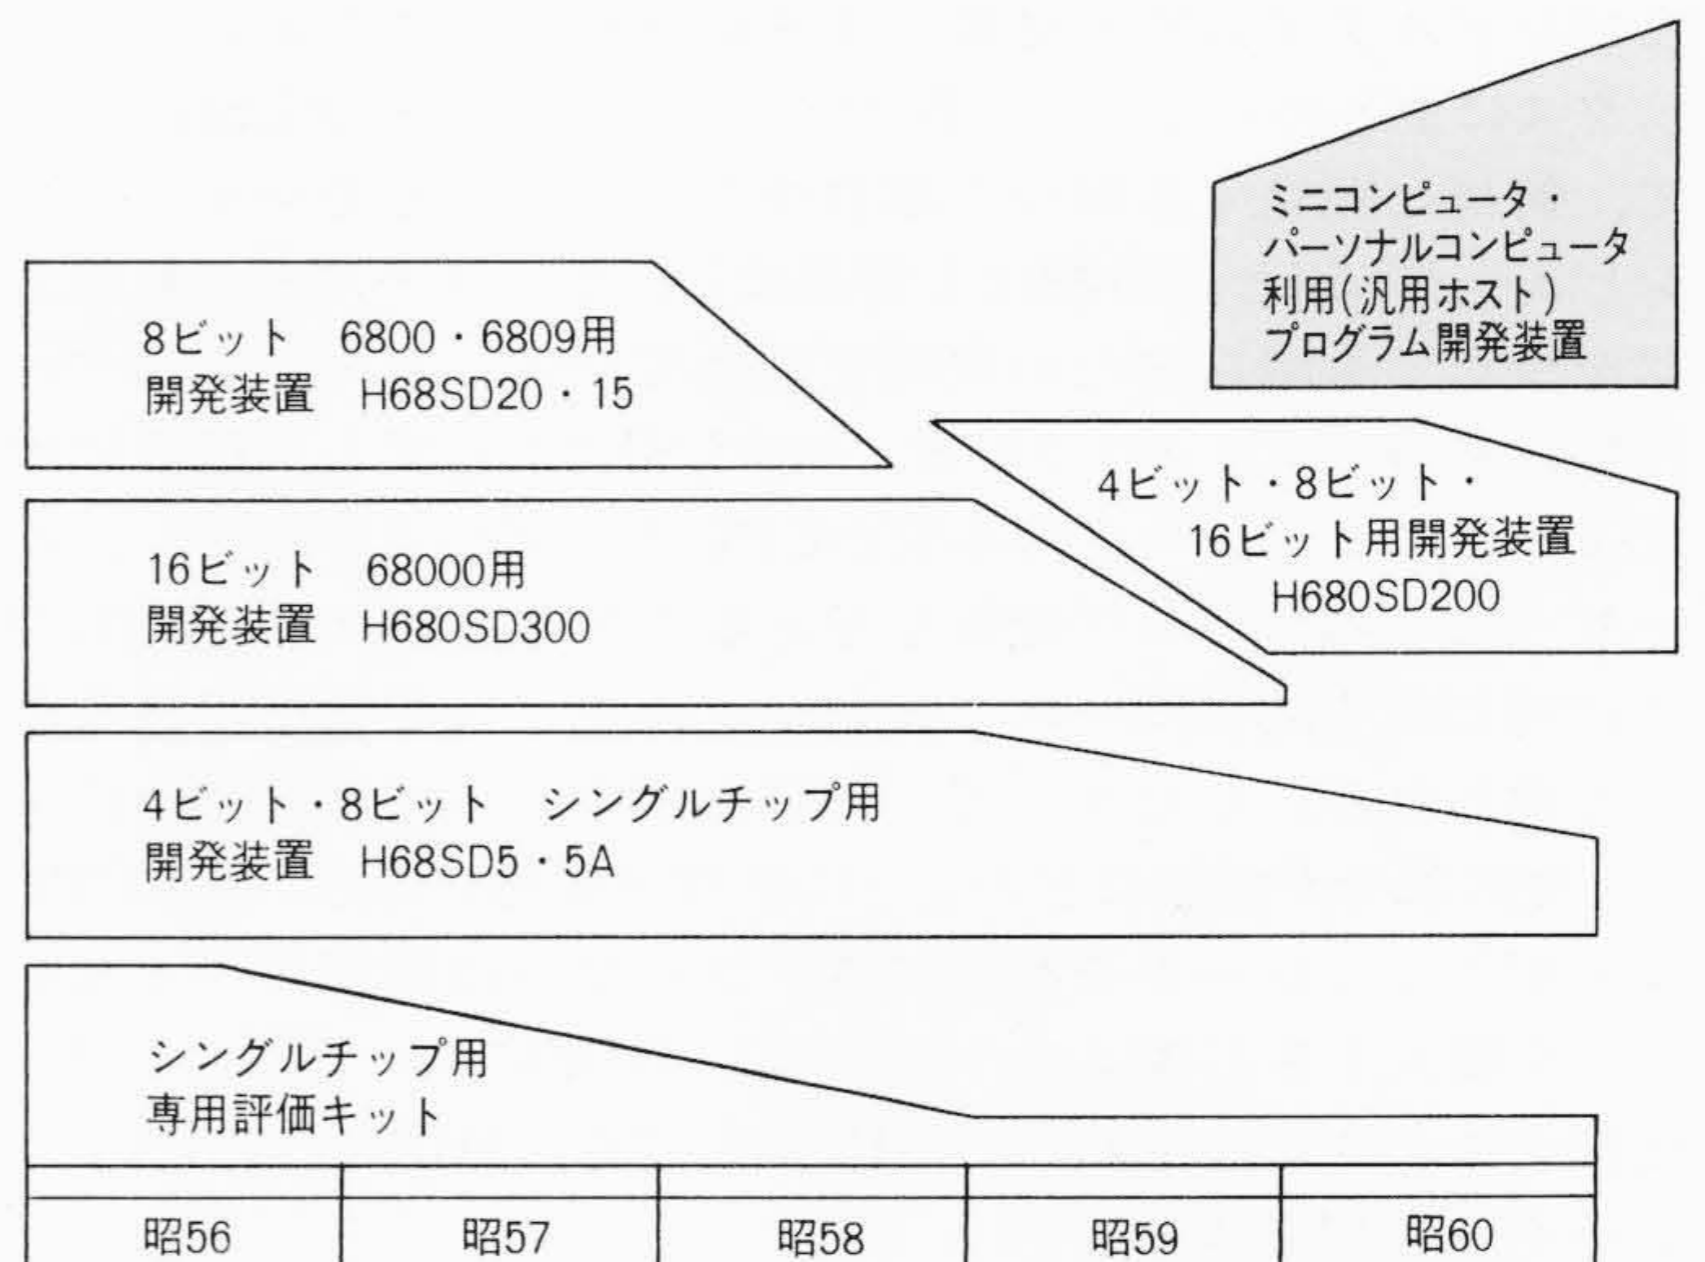 ミニコンピュータ・
パーソナルコンピュータ
利用(汎用ホスト)
プログラム開発装置
8ビット　6800・6809用
開発装置　H68SD20・15
4ビット・8ビット・
16ビット用開発装置
H680SD200
16ビット　68000用
開発装置　H680SD300
4ビット・8ビット　シングルチップ用
開発装置　H68SD5・5A
シングルチップ用
専用評価キット
昭56　昭57　昭58　昭59　昭60